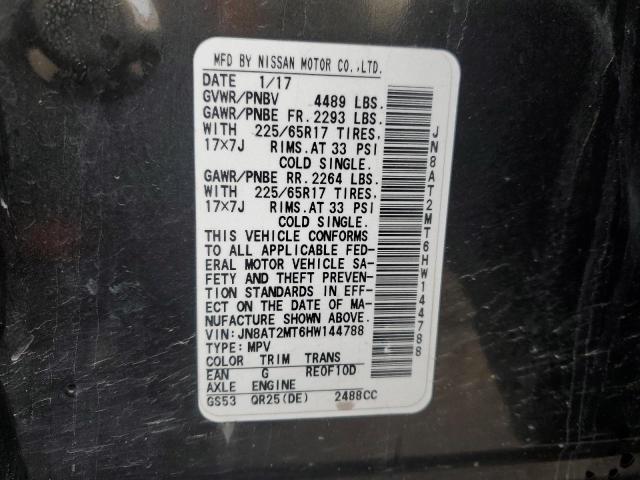 MFD BY NISSAN MOTOR CO.,LTD.
DATE 1/17
GVWR/PNBV 4489 LBS.
GAWR/PNBE FR.2293 LBS.
WITH 225/65R17 TIRES.
17×7J RIMS.AT 33 PSI
COLD SINGLE.
GAWR/PNBE RR.2264 LBS.
WITH 225/65R17 TIRES.
17×7J RIMS.AT 33 PSI
COLD SINGLE.
THIS VEHICLE CONFORMS
TO ALL APPLICABLE FED-
ERAL MOTOR VEHICLE SA-
FETY AND THEFT PREVEN-
TION STANDARDS IN EFF-
ECT ON THE DATE OF MA-
NUFACTURE SHOWN ABOVE.
VIN:JN8AT2MT6HW144788
TYPE:MPV
COLOR TRIM TRANS
EAN G RE0F10D
AXLE ENGINE
GS53 QR25(DE) 2488CC
JN8AT2MT6HW144788